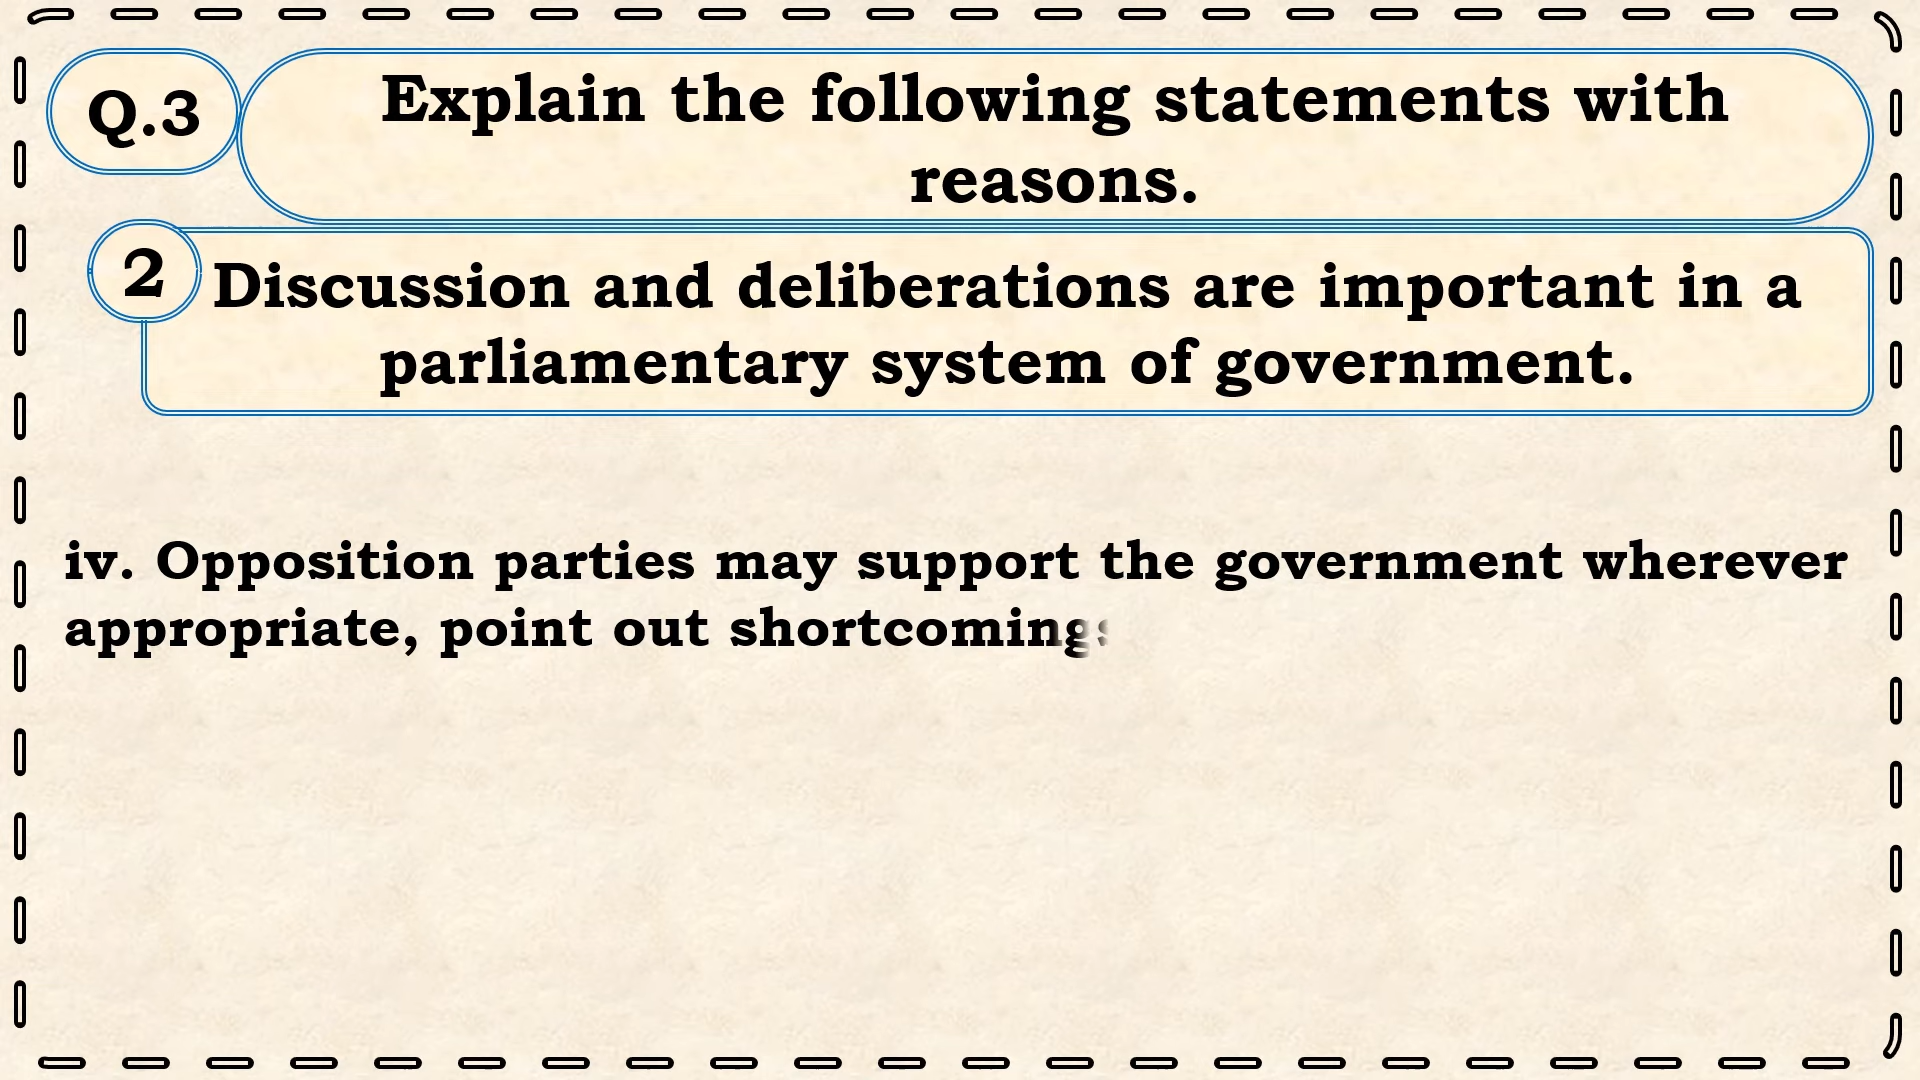 Q.3
Explain the following statements with
reasons.
2
Discussion and deliberations are important in a
parliamentary system of government.
iv. Opposition parties may support the government wherever
appropriate, point out shortcomings